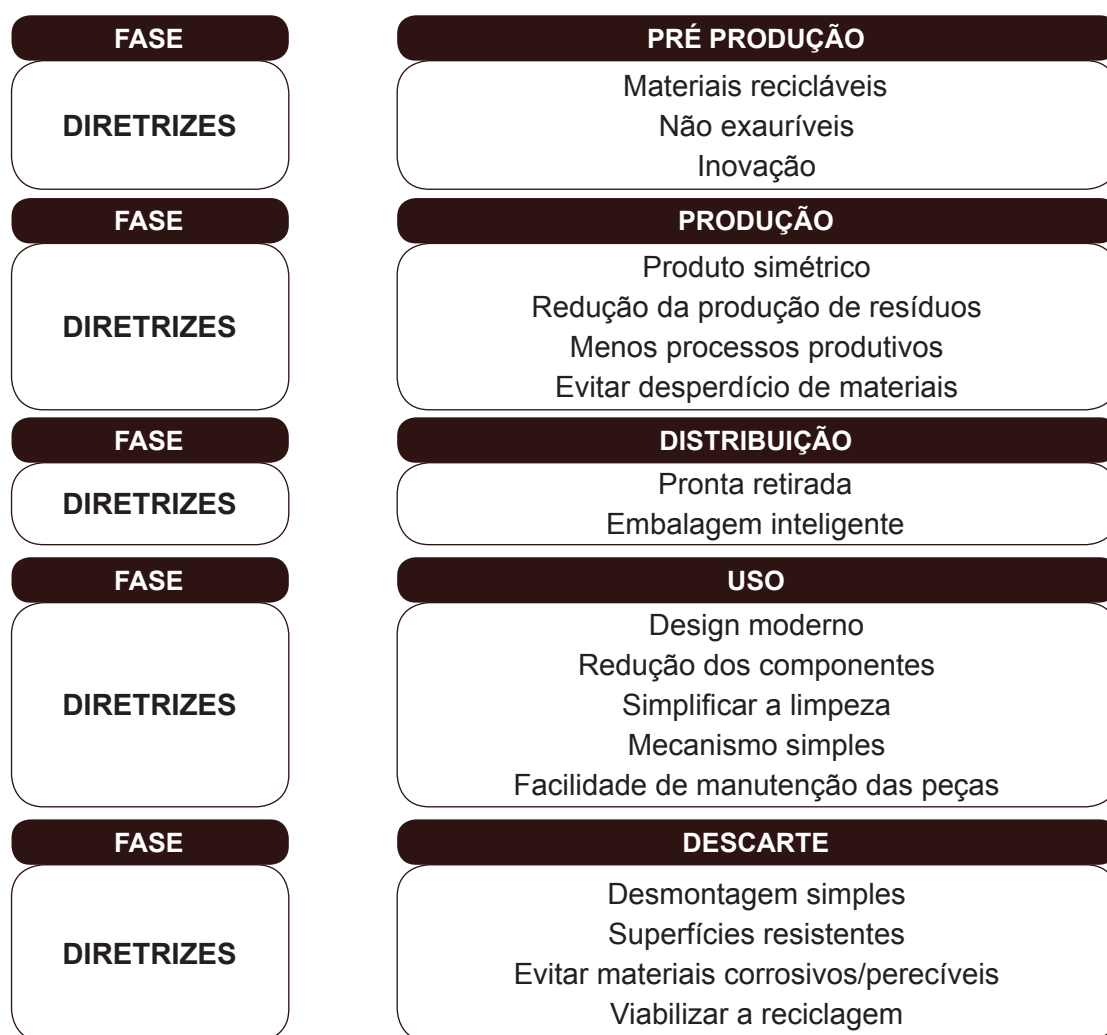 FASE
PRÉ PRODUÇÃO
DIRETRIZES
Materiais recicláveis
Não exauríveis
Inovação
FASE
PRODUÇÃO
DIRETRIZES
Produto simétrico
Redução da produção de resíduos
Menos processos produtivos
Evitar desperdício de materiais
FASE
DISTRIBUIÇÃO
DIRETRIZES
Pronta retirada
Embalagem inteligente
FASE
USO
DIRETRIZES
Design moderno
Redução dos componentes
Simplificar a limpeza
Mecanismo simples
Facilidade de manutenção das peças
FASE
DESCARTE
DIRETRIZES
Desmontagem simples
Superfícies resistentes
Evitar materiais corrosivos/perecíveis
Viabilizar a reciclagem